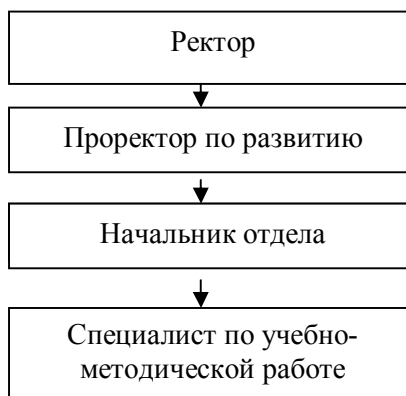 Ректор
Проректор по развитию
Начальник отдела
Специалист по учебно-
методической работе